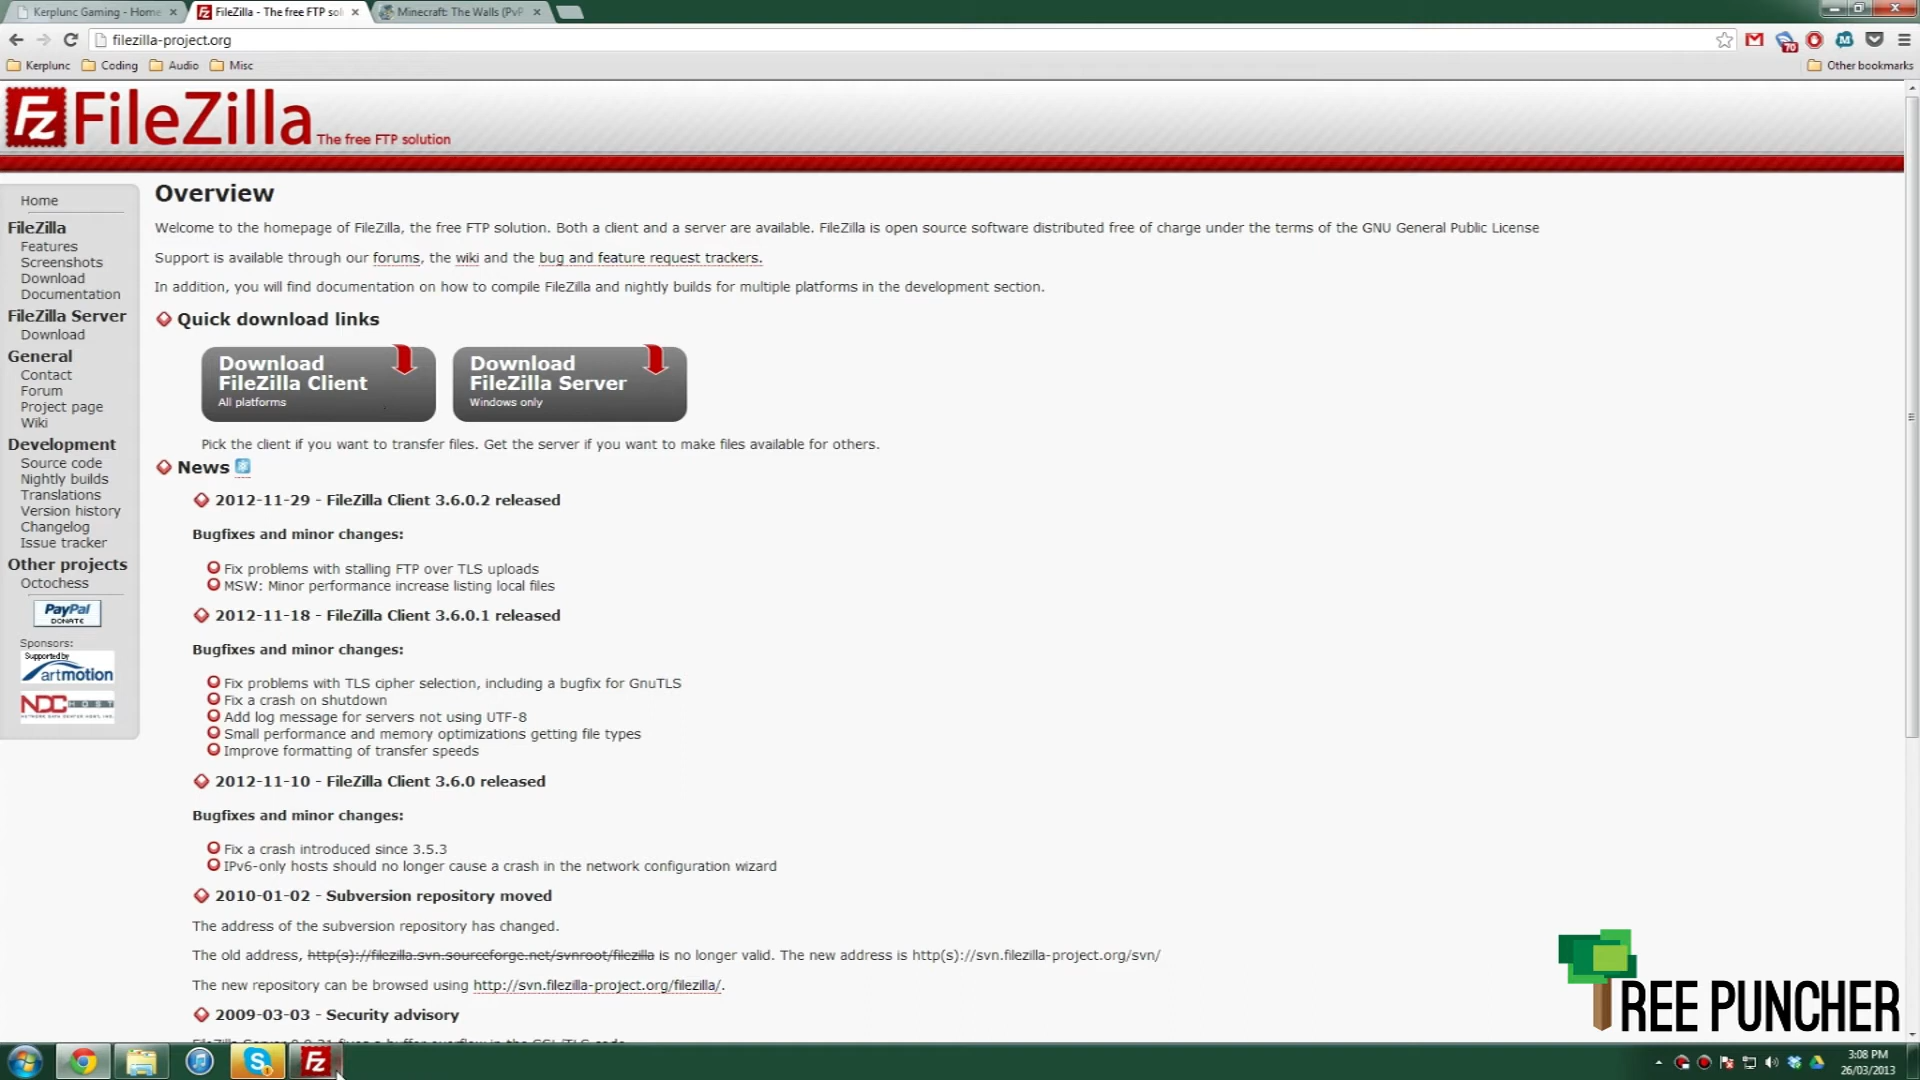 Kerplunc Gaming - Home
FileZilla - The free FTP sol
Minecraft: The Walls (PvP
filezilla-project.org
70
Kerplunc
Coding
Audio
Misc
Other bookmarks
Fz FileZilla The free FTP solution
Home
FileZilla
Features
Screenshots
Download
Documentation
FileZilla Server
Download
General
Contact
Forum
Project page
Wiki
Development
Source code
Nightly builds
Translations
Version history
Changelog
Issue tracker
Other projects
Octochess
PayPal
DONATE
Sponsors:
Supported by
artmotion
NDC HOST
Overview
Welcome to the homepage of FileZilla, the free FTP solution. Both a client and a server are available. FileZilla is open source software distributed free of charge under the terms of the GNU General Public License
Support is available through our forums, the wiki and the bug and feature request trackers.
In addition, you will find documentation on how to compile FileZilla and nightly builds for multiple platforms in the development section.
Quick download links
Download
FileZilla Client
All platforms
Download
FileZilla Server
Windows only
Pick the client if you want to transfer files. Get the server if you want to make files available for others.
News
2012-11-29 - FileZilla Client 3.6.0.2 released
Bugfixes and minor changes:
Fix problems with stalling FTP over TLS uploads
MSW: Minor performance increase listing local files
2012-11-18 - FileZilla Client 3.6.0.1 released
Bugfixes and minor changes:
Fix problems with TLS cipher selection, including a bugfix for GnuTLS
Fix a crash on shutdown
Add log message for servers not using UTF-8
Small performance and memory optimizations getting file types
Improve formatting of transfer speeds
2012-11-10 - FileZilla Client 3.6.0 released
Bugfixes and minor changes:
Fix a crash introduced since 3.5.3
IPv6-only hosts should no longer cause a crash in the network configuration wizard
2010-01-02 - Subversion repository moved
The address of the subversion repository has changed.
The old address, http(s)://filezilla.svn.sourceforge.net/svnroot/filezilla is no longer valid. The new address is http(s)://svn.filezilla-project.org/svn/
The new repository can be browsed using http://svn.filezilla-project.org/filezilla/.
2009-03-03 - Security advisory
REE PUNCHER
Fz
3:08 PM
26/03/2013